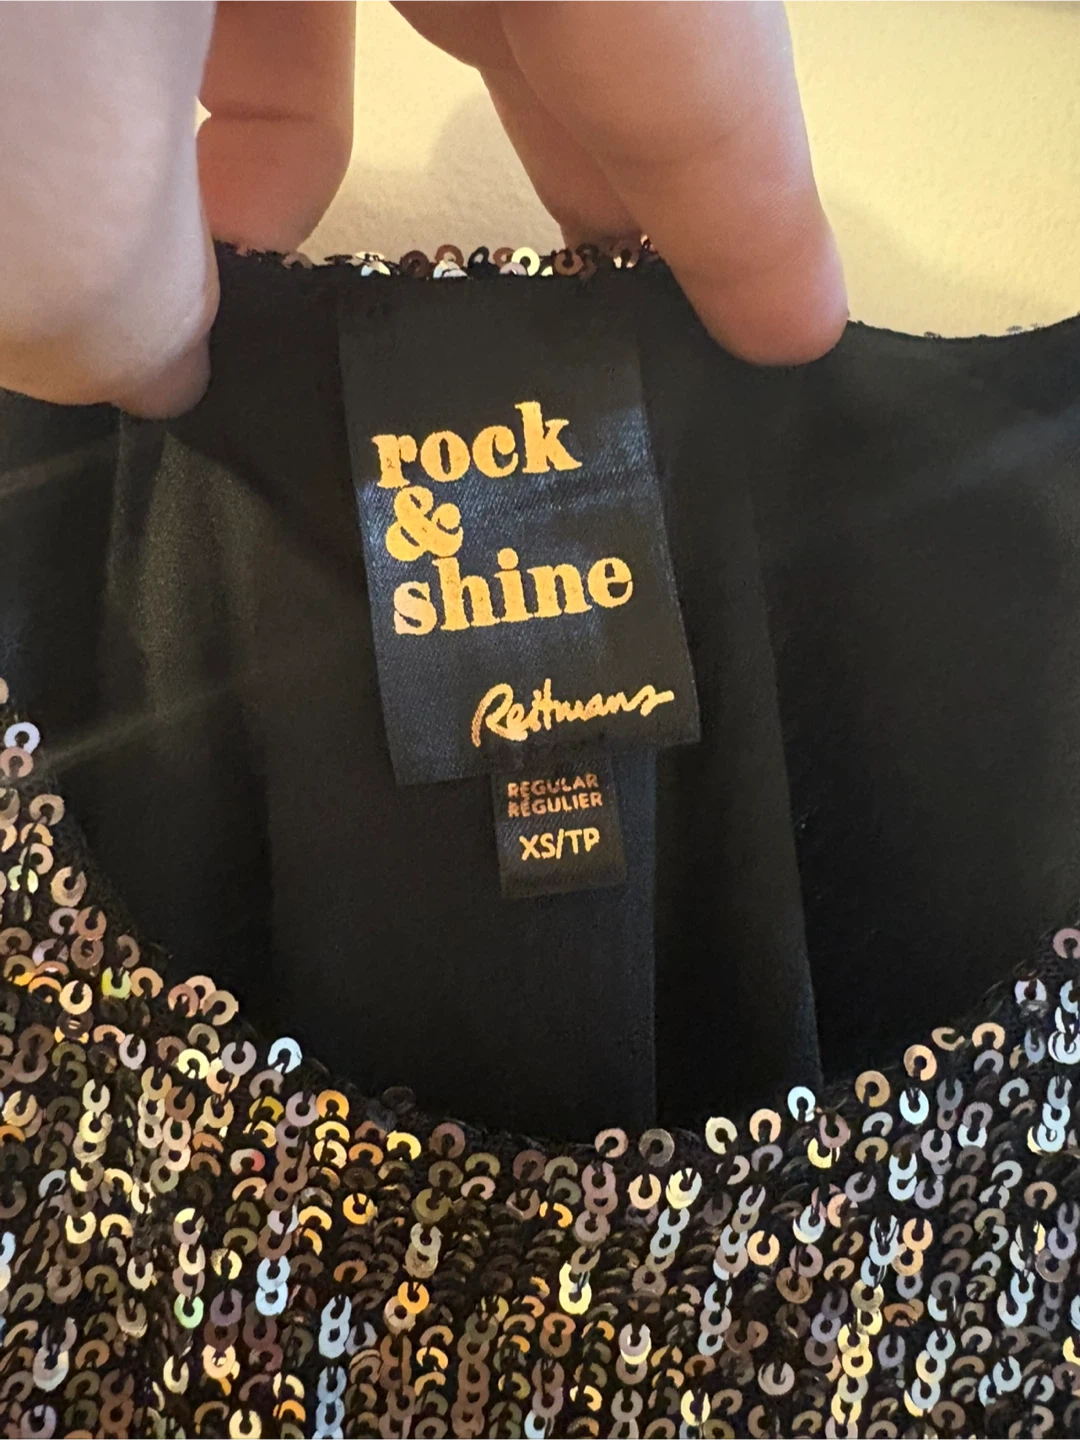 rock
&
shine
Reitmans
REGULAR
RÉGULIER
XS/TP